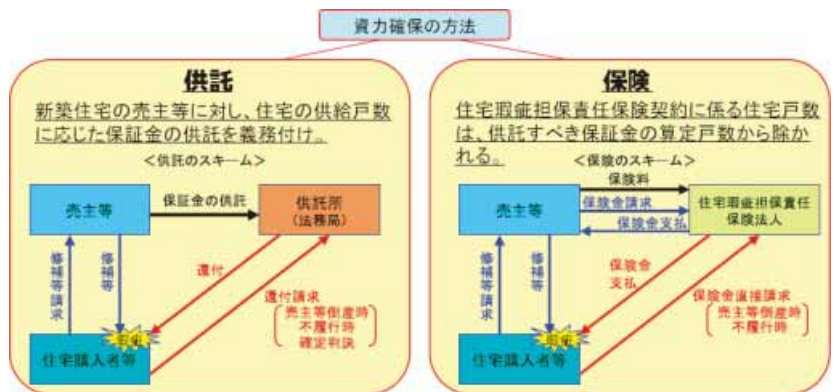 資力確保の方法
供託
新築住宅の売主等に対し、住宅の供給戸数
に応じた保証金の供託を義務付け。
＜供託のスキーム＞
売主等
保証金の供託
供託所
（法務局）
修補等請求
修補等
還付
還付請求
売主等倒産時
不履行時
確定判決
瑕疵
住宅購入者等
保険
住宅瑕疵担保責任保険契約に係る住宅戸数
は、供託すべき保証金の算定戸数から除か
れる。
＜保険のスキーム＞
保険料
売主等
保険金請求
保険金支払
住宅瑕疵担保責任
保険法人
修補等請求
修補等
保険金
支払
保険金直接請求
売主等倒産時
不履行時
瑕疵
住宅購入者等